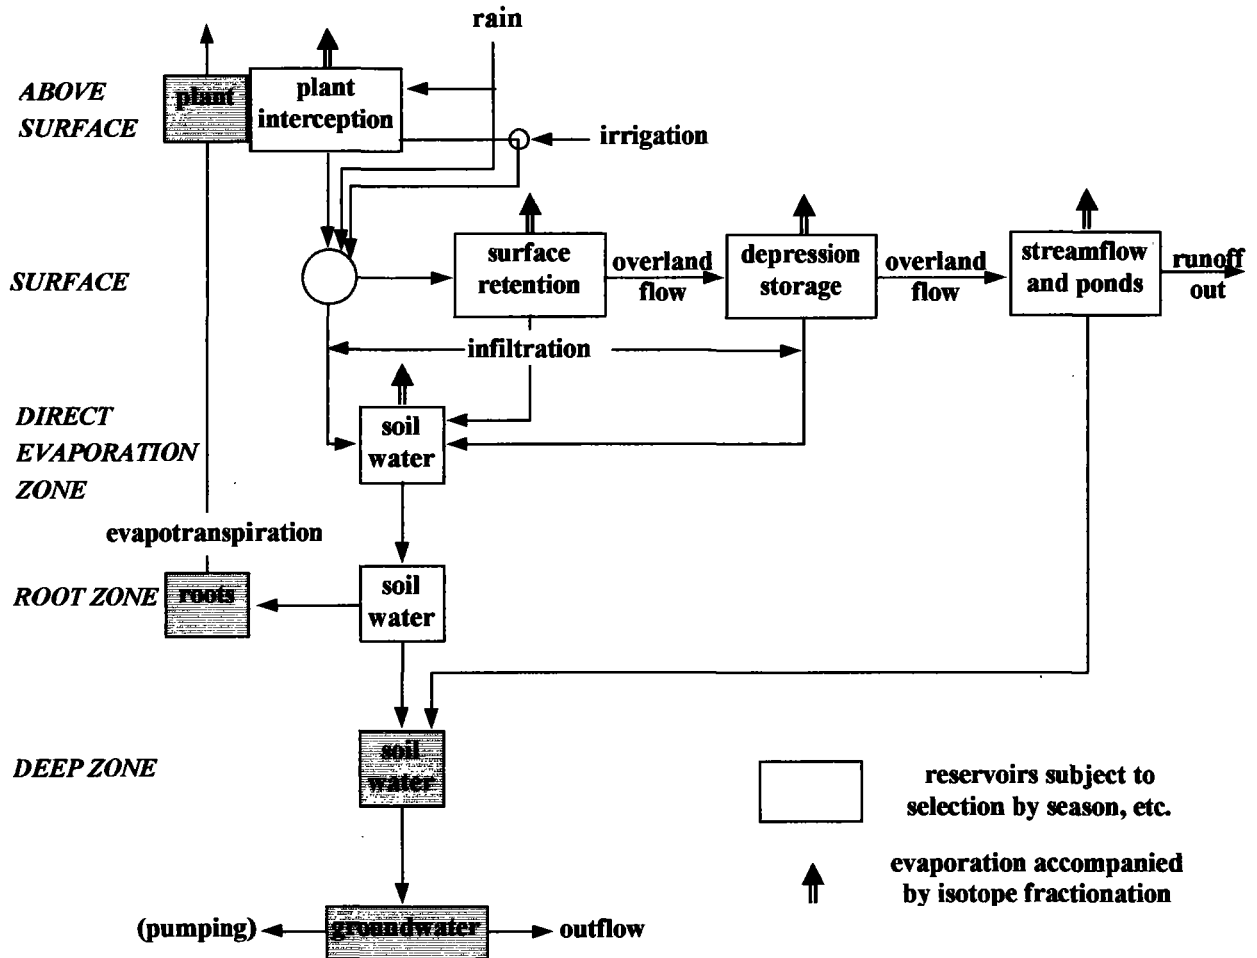 rain
ABOVE
SURFACE
plant
plant
interception
irrigation
SURFACE
surface
retention
overland
flow
depression
storage
overland
flow
streamflow
and ponds
runoff
out
infiltration
DIRECT
EVAPORATION
ZONE
soil
water
evapotranspiration
ROOT ZONE
roots
soil
water
DEEP ZONE
soil
water
reservoirs subject to
selection by season, etc.
evaporation accompanied
by isotope fractionation
(pumping)
groundwater
outflow